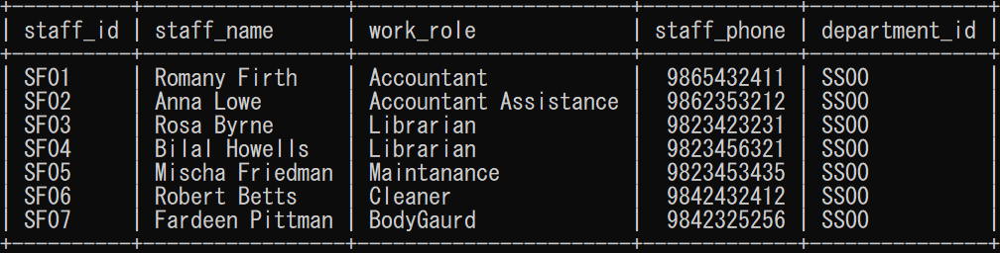 staff_id | staff_name | work_role | staff_phone | department_id
SF01 | Romany Firth | Accountant | 9865432411 | SS00
SF02 | Anna Lowe | Accountant Assistance | 9862353212 | SS00
SF03 | Rosa Byrne | Librarian | 9823423231 | SS00
SF04 | Bilal Howells | Librarian | 9823456321 | SS00
SF05 | Mischa Friedman | Maintanance | 9823453435 | SS00
SF06 | Robert Betts | Cleaner | 9842432412 | SS00
SF07 | Fardeen Pittman | BodyGaurd | 9842325256 | SS00